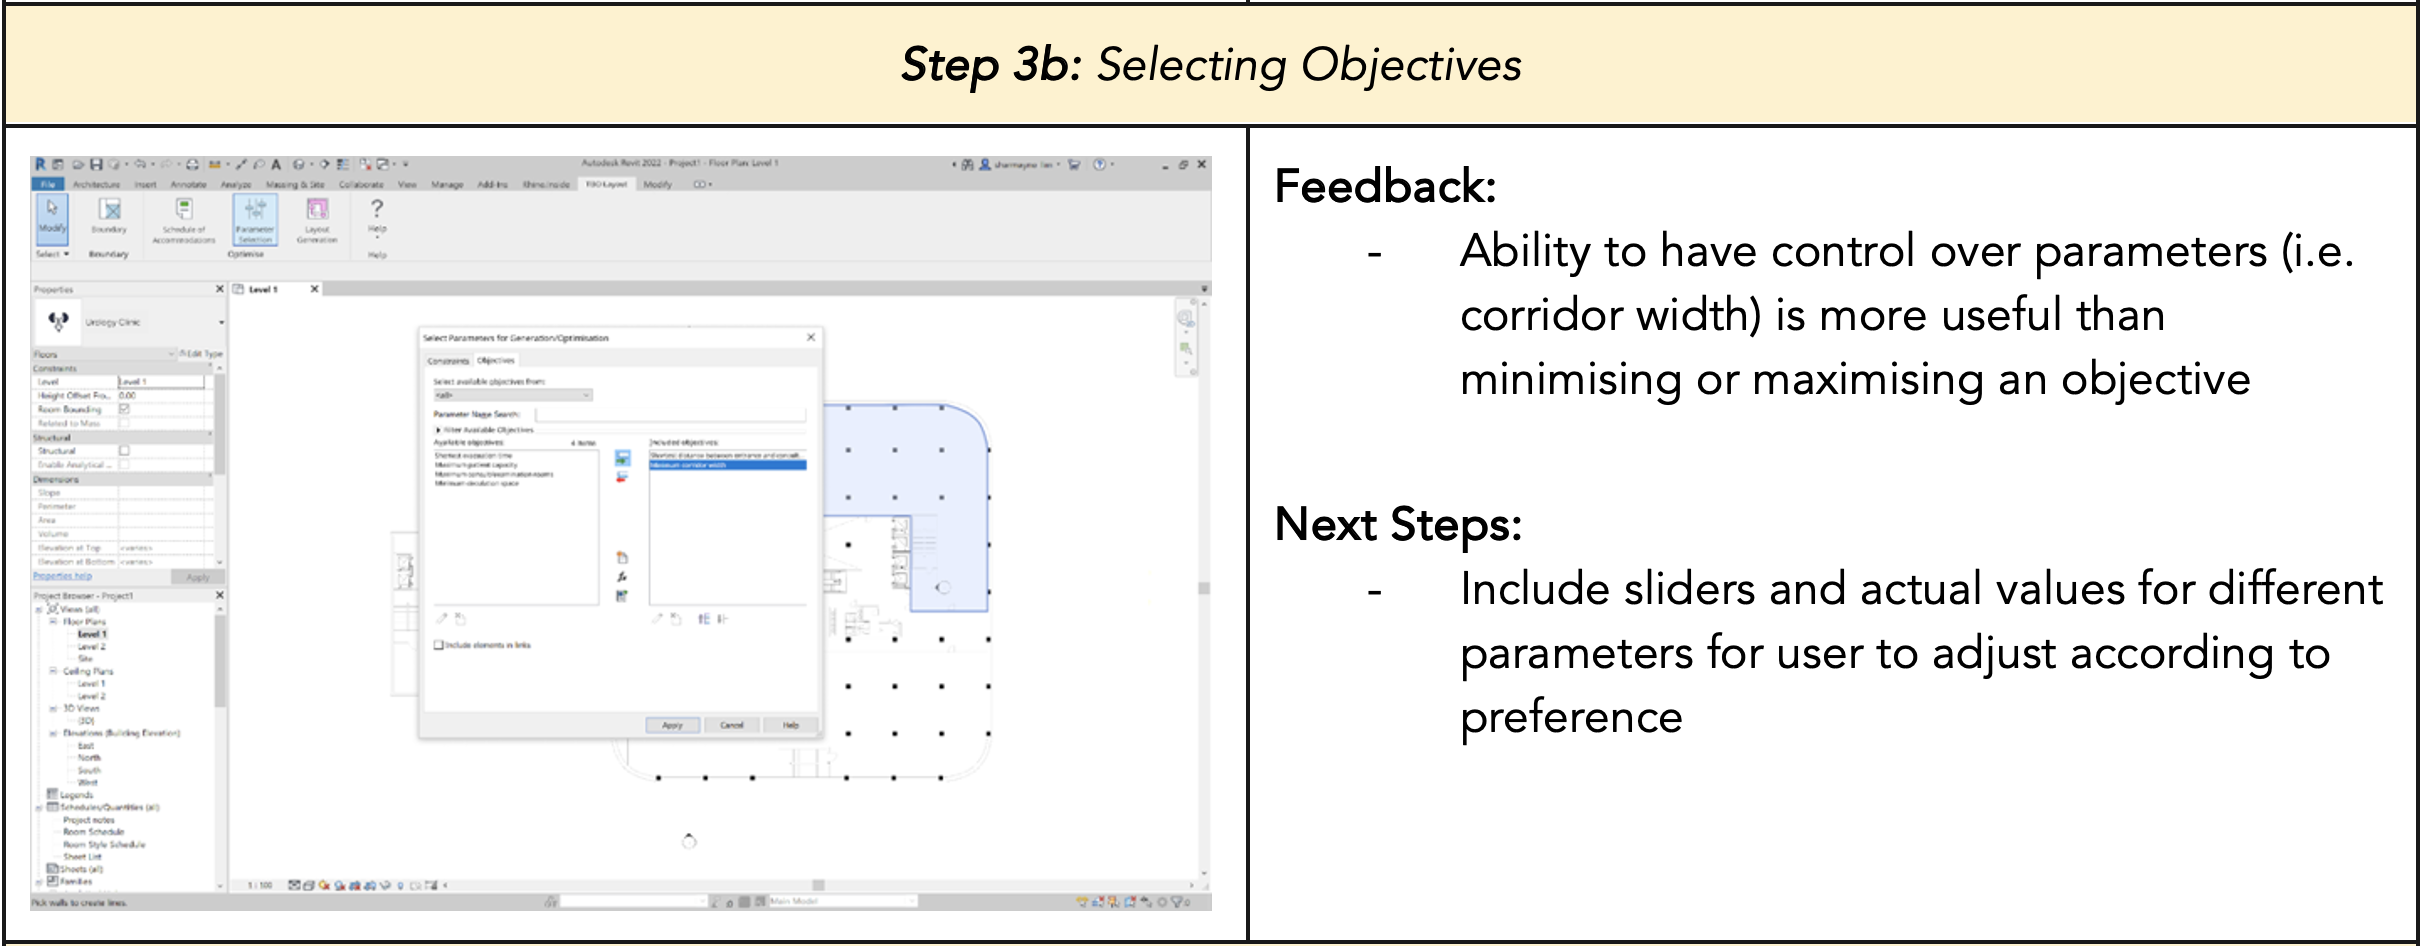 Step 3b: Selecting Objectives
Autodesk Revit 2022 - Project1 - Floor Plan: Level 1
File Architecture Insert Annotate Analyze Massing & Site Collaborate View Manage Add-Ins Rhino.Inside Modify
Modify Boundary Schedule of Accommodations Parameter Selection Layout Generation Help
Select Boundary Optimise Help
Properties
Level 1
Urology Clinic
Floors Edit Type
Constraints
Level Level 1
Height Offset Fro... 0.00
Room Bounding
Related to Mass
Structural
Structural
Enable Analytical ...
Dimensions
Slope
Perimeter
Area
Volume
Elevation at Top <varies>
Elevation at Bottom <varies>
Properties help Apply
Project Browser - Project1
Views (all)
Floor Plans
Level 1
Level 2
Site
Ceiling Plans
Level 1
Level 2
3D Views
{3D}
Elevations (Building Elevation)
East
North
South
West
Legends
Schedules/Quantities (all)
Project notes
Room Schedule
Room Style Schedule
Sheet List
Sheets (all)
Families
Pick walls to create lines.
1 : 100
Main Model
Select Parameters for Generation/Optimisation
Constraints Objectives
Select available objectives from:
<all>
Parameter Name Search:
Filter Available Objectives
Available objectives: 4 items
Included objectives:
Shortest evacuation time
Maximum patient capacity
Maximum consult/examination rooms
Minimum circulation space
Shortest distance between entrance and
Minimum corridor width
Include elements in links
Apply Cancel Help
Feedback:
- Ability to have control over parameters (i.e.
corridor width) is more useful than
minimising or maximising an objective
Next Steps:
- Include sliders and actual values for different
parameters for user to adjust according to
preference